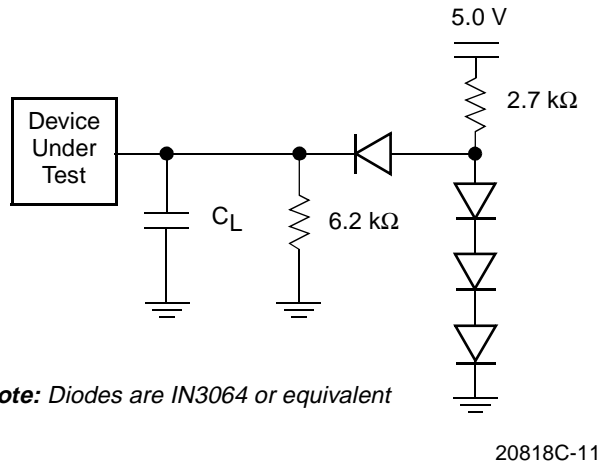 5.0 V
2.7 kΩ
Device
Under
Test
CL
6.2 kΩ
ote: Diodes are IN3064 or equivalent
20818C-11